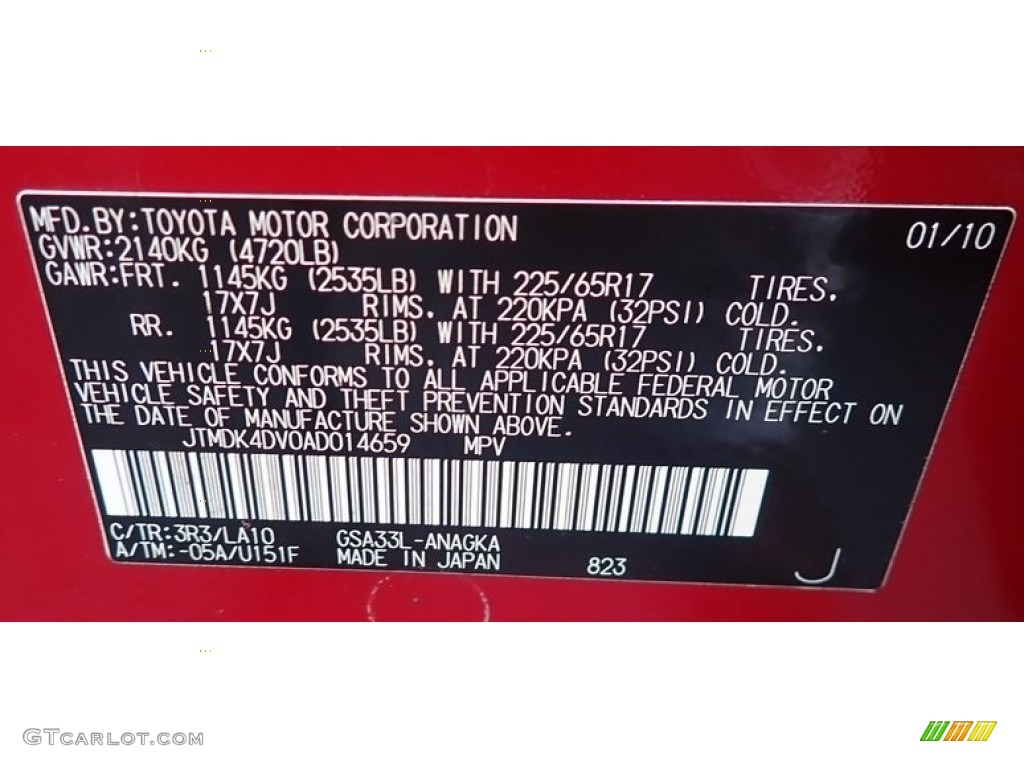 MFD.BY:TOYOTA MOTOR CORPORATION 01/10
GVWR:2140KG (4720LB)
GAWR:FRT. 1145KG (2535LB) WITH 225/65R17 TIRES.
17X7J RIMS. AT 220KPA (32PSI) COLD.
RR. 1145KG (2535LB) WITH 225/65R17 TIRES.
17X7J RIMS. AT 220KPA (32PSI) COLD.
THIS VEHICLE CONFORMS TO ALL APPLICABLE FEDERAL MOTOR
VEHICLE SAFETY AND THEFT PREVENTION STANDARDS IN EFFECT ON
THE DATE OF MANUFACTURE SHOWN ABOVE.
JTMDK4DV0AD014659 MPV
C/TR:3R3/LA10 GSA33L-ANAGKA
A/TM:-05A/U151F MADE IN JAPAN 823 J
GTCARLOT.COM